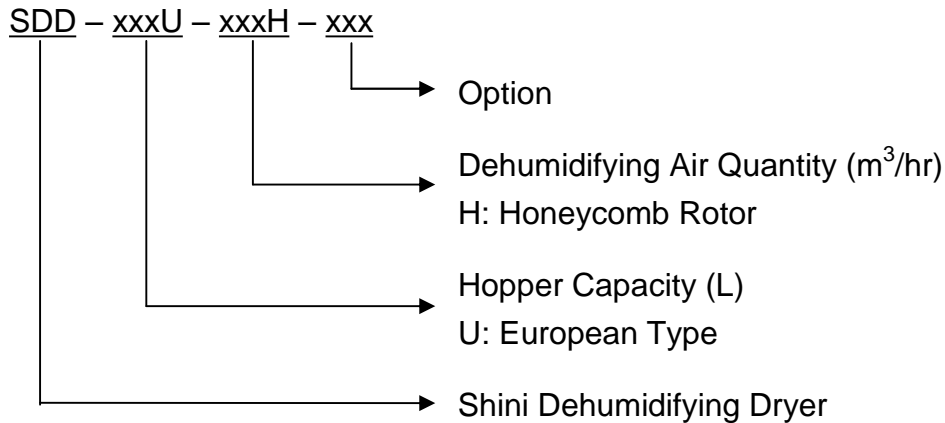 SDD – xxxU – xxxH – xxx
Option
Dehumidifying Air Quantity (m³/hr)
H: Honeycomb Rotor
Hopper Capacity (L)
U: European Type
Shini Dehumidifying Dryer